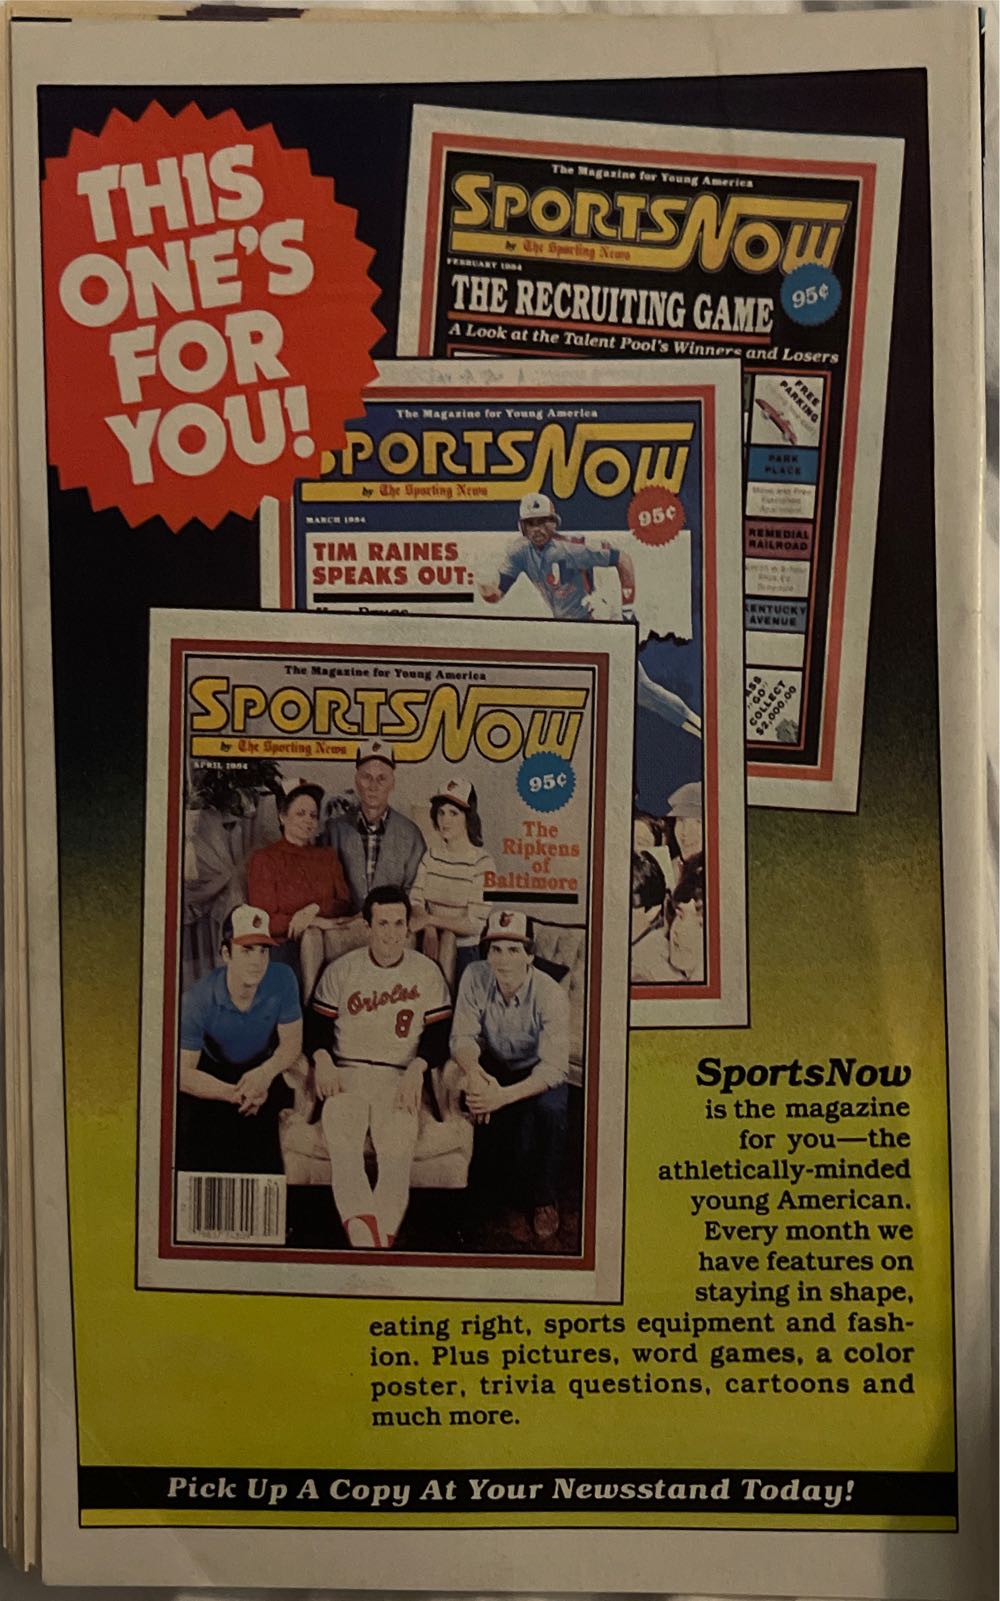 THIS
ONE'S
FOR
YOU!
The Magazine for Young America
SPORTSNOW
by The Sporting News
FEBRUARY 1984
95¢
THE RECRUITING GAME
A Look at the Talent Pool's Winners and Losers
FREE
PARKING
PARK
PLACE
REMEDIAL
RAILROAD
KENTUCKY
AVENUE
"GO"
COLLECT
$2,000.00
The Magazine for Young America
SPORTSNOW
by The Sporting News
MARCH 1984
95¢
TIM RAINES
SPEAKS OUT:
The Magazine for Young America
SPORTSNOW
by The Sporting News
APRIL 1984
95¢
The
Ripkens
of
Baltimore
Orioles
8
SportsNow
is the magazine
for you—the
athletically-minded
young American.
Every month we
have features on
staying in shape,
eating right, sports equipment and fash-
ion. Plus pictures, word games, a color
poster, trivia questions, cartoons and
much more.
Pick Up A Copy At Your Newsstand Today!